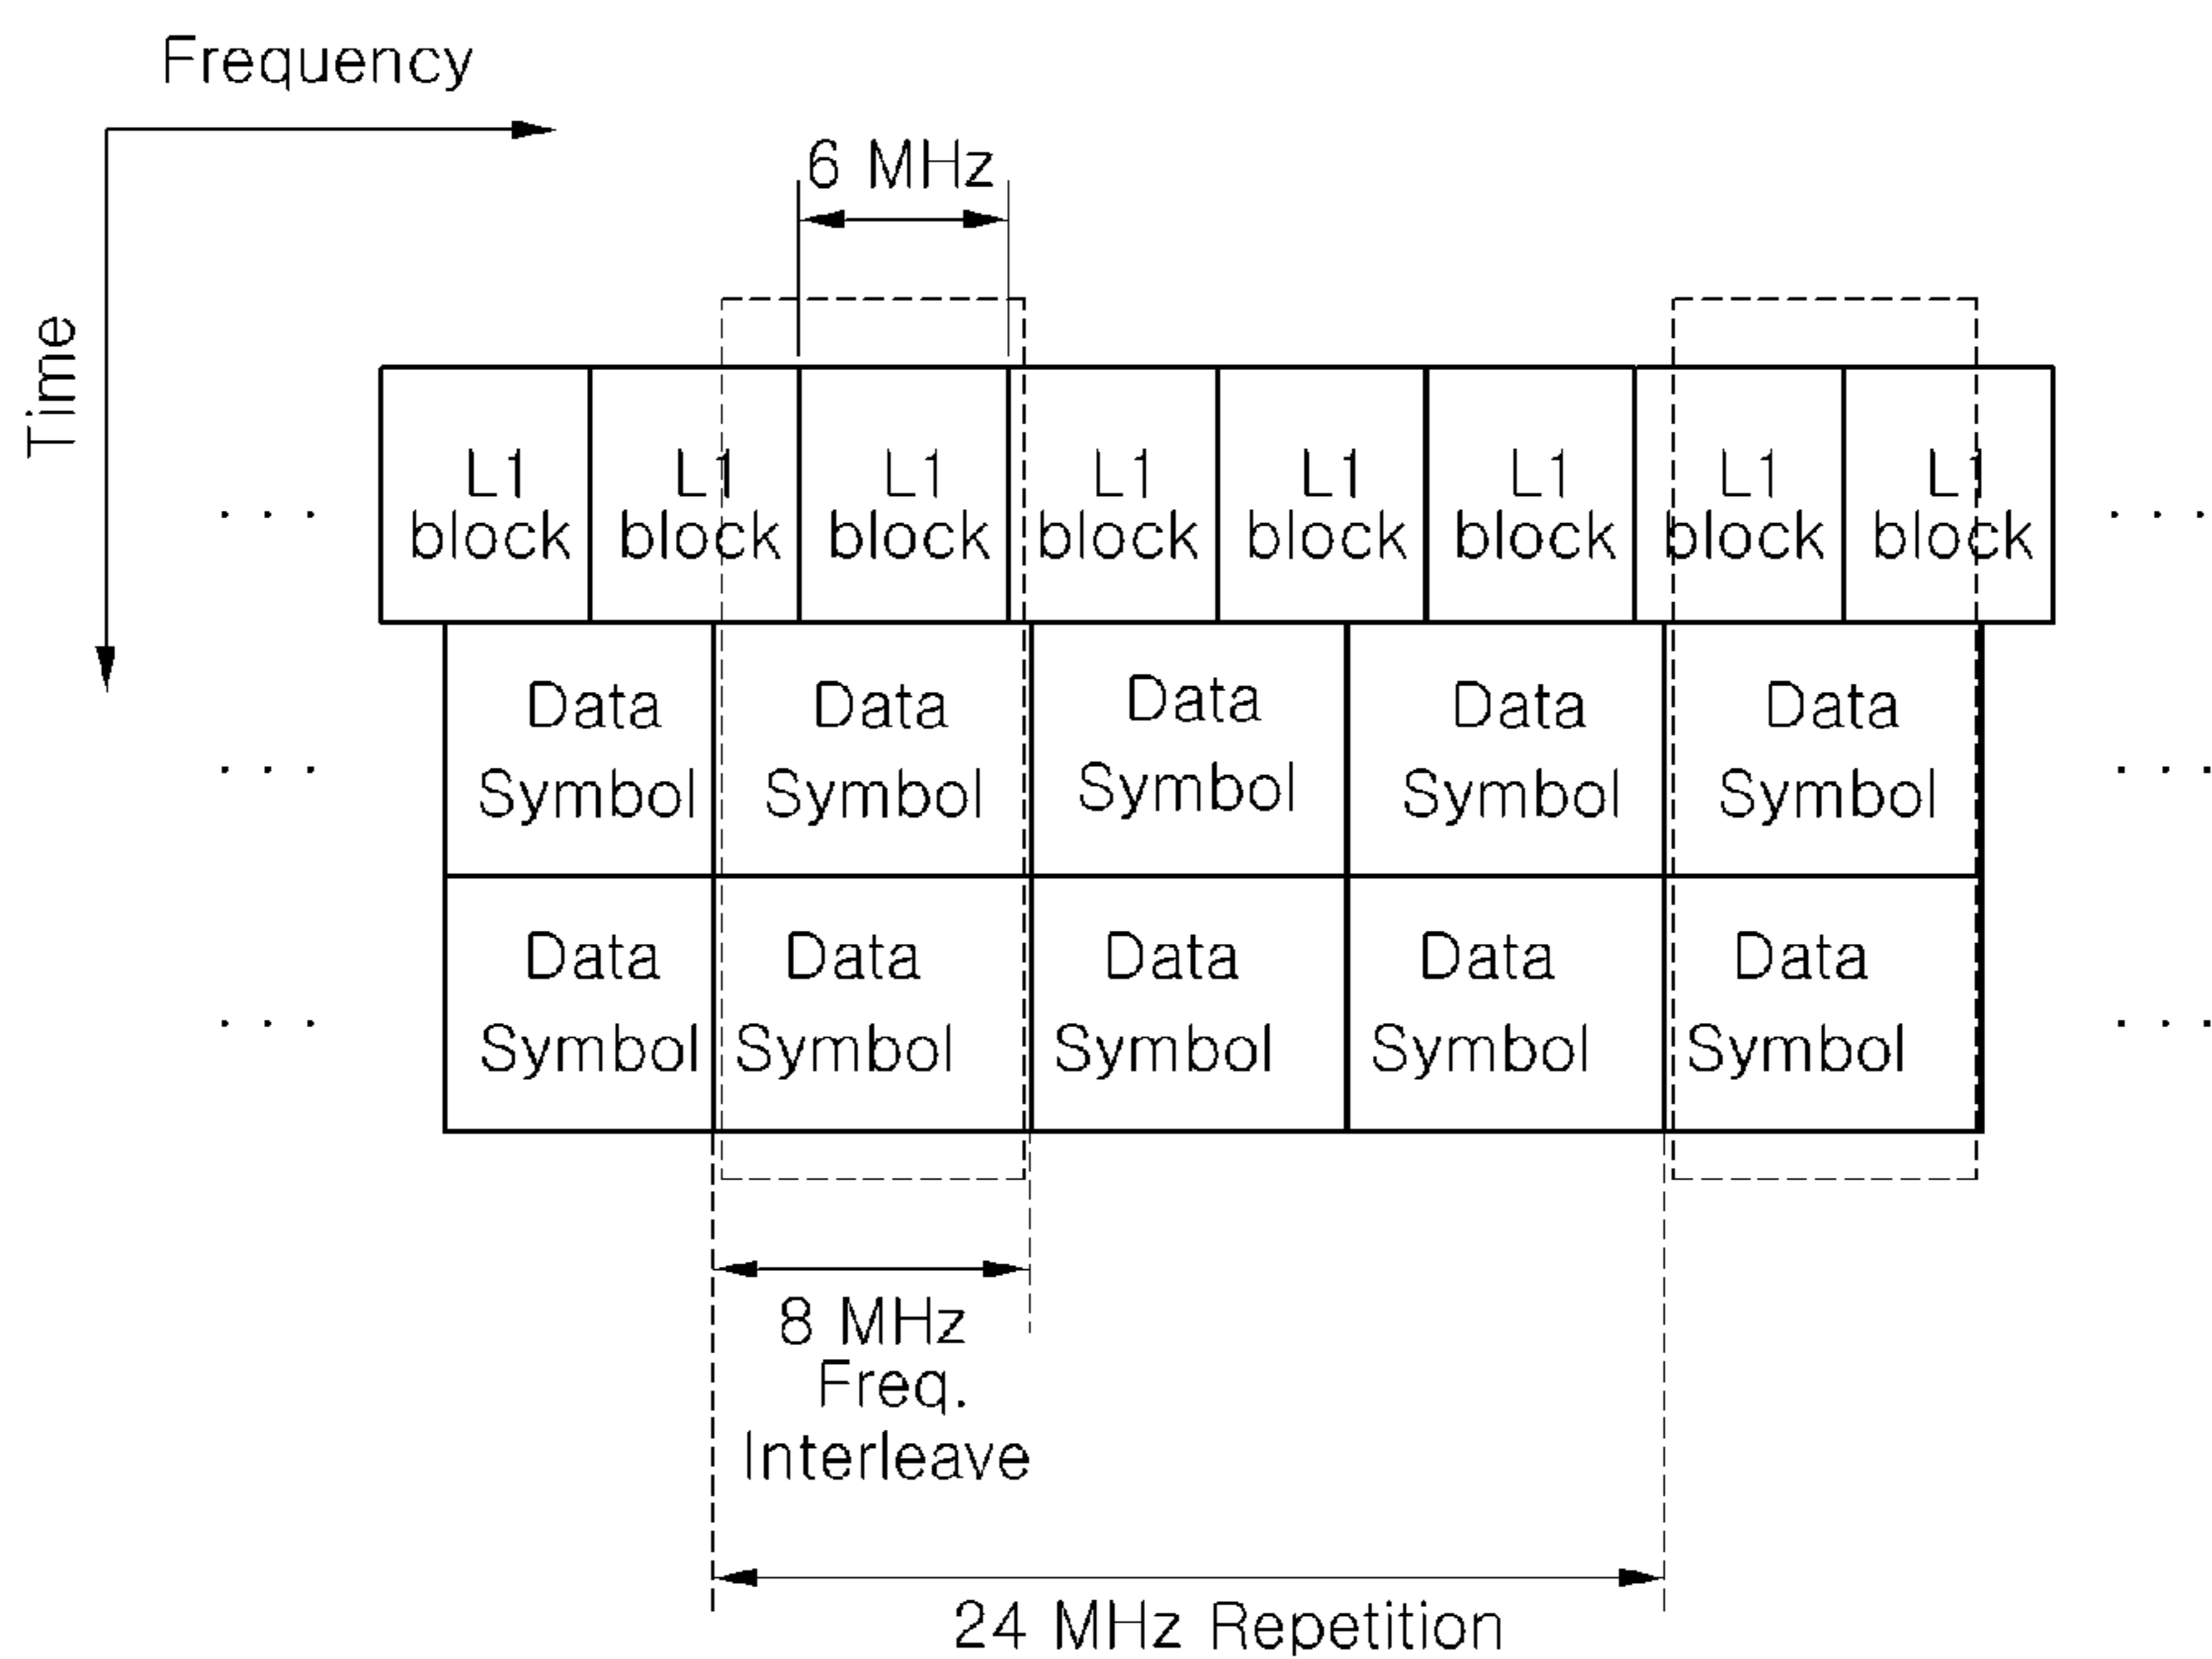 Frequency
6 MHz
Time
L1 L1 L1 L1 L1 L1 L1 L1
... block block block block block block block block ...
Data Data Data Data Data
... Symbol Symbol Symbol Symbol Symbol ...
Data Data Data Data Data
... Symbol Symbol Symbol Symbol Symbol ...
8 MHz
Freq.
Interleave
24 MHz Repetition